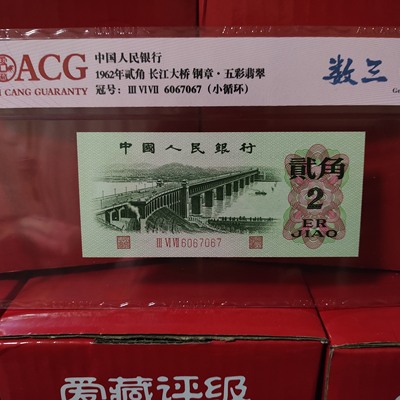 ACG
I CANG GUARANTY
中国人民银行
1962年贰角 长江大桥 钢章·五彩翡翠
冠号: III VI VII 6067067 (小循环)
数三
Ge
中国人民银行
贰角
2
ER
JIAO
III VI VII 6067067
爱藏评级